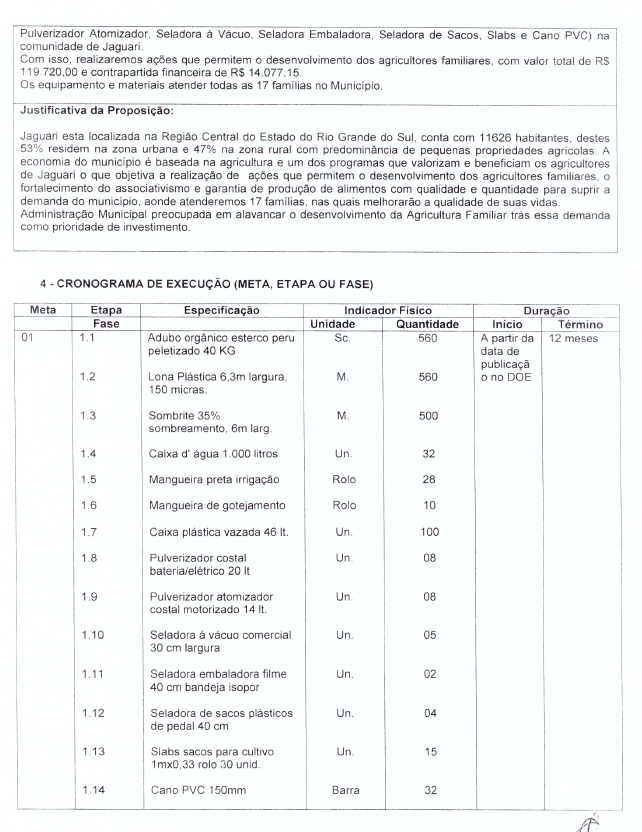 Pulverizador Atomizador, Seladora á Vácuo, Seladora Embaladora, Seladora de Sacos, Slabs e Cano PVC) na
comunidade de Jaguari.
Com isso, realizaremos ações que permitem o desenvolvimento dos agricultores familiares, com valor total de R$
119.720,00 e contrapartida financeira de R$ 14.077,15.
Os equipamento e materiais atender todas as 17 famílias no Município.
Justificativa da Proposição:
Jaguari esta localizada na Região Central do Estado do Rio Grande do Sul, conta com 11626 habitantes, destes
53% residem na zona urbana e 47% na zona rural com predominância de pequenas propriedades agrícolas. A
economia do município é baseada na agricultura e um dos programas que valorizam e beneficiam os agricultores
de Jaguari o que objetiva a realização de ações que permitem o desenvolvimento dos agricultores familiares, o
fortalecimento do associativismo e garantia de produção de alimentos com qualidade e quantidade para suprir a
demanda do município, aonde atenderemos 17 famílias, nas quais melhorarão a qualidade de suas vidas.
Administração Municipal preocupada em alavancar o desenvolvimento da Agricultura Familiar trás essa demanda
como prioridade de investimento.
4 - CRONOGRAMA DE EXECUÇÃO (META, ETAPA OU FASE)
Meta Etapa Especificação Indicador Físico Duração
Fase Unidade Quantidade Início Término
01 1.1 Adubo orgânico esterco peru Sc. 560 A partir da 12 meses
peletizado 40 KG data de
publicaçã
1.2 Lona Plástica 6,3m largura, M. 560 o no DOE
150 micras.
1.3 Sombrite 35% M. 500
sombreamento, 6m larg.
1.4 Caixa d' água 1.000 litros Un. 32
1.5 Mangueira preta irrigação Rolo 28
1.6 Mangueira de gotejamento Rolo 10
1.7 Caixa plástica vazada 46 lt. Un. 100
1.8 Pulverizador costal Un. 08
bateria/elétrico 20 lt
1.9 Pulverizador atomizador Un. 08
costal motorizado 14 lt.
1.10 Seladora á vácuo comercial Un. 05
30 cm largura
1.11 Seladora embaladora filme Un. 02
40 cm bandeja isopor
1.12 Seladora de sacos plásticos Un. 04
de pedal 40 cm
1.13 Slabs sacos para cultivo Un. 15
1mx0,33 rolo 30 unid.
1.14 Cano PVC 150mm Barra 32